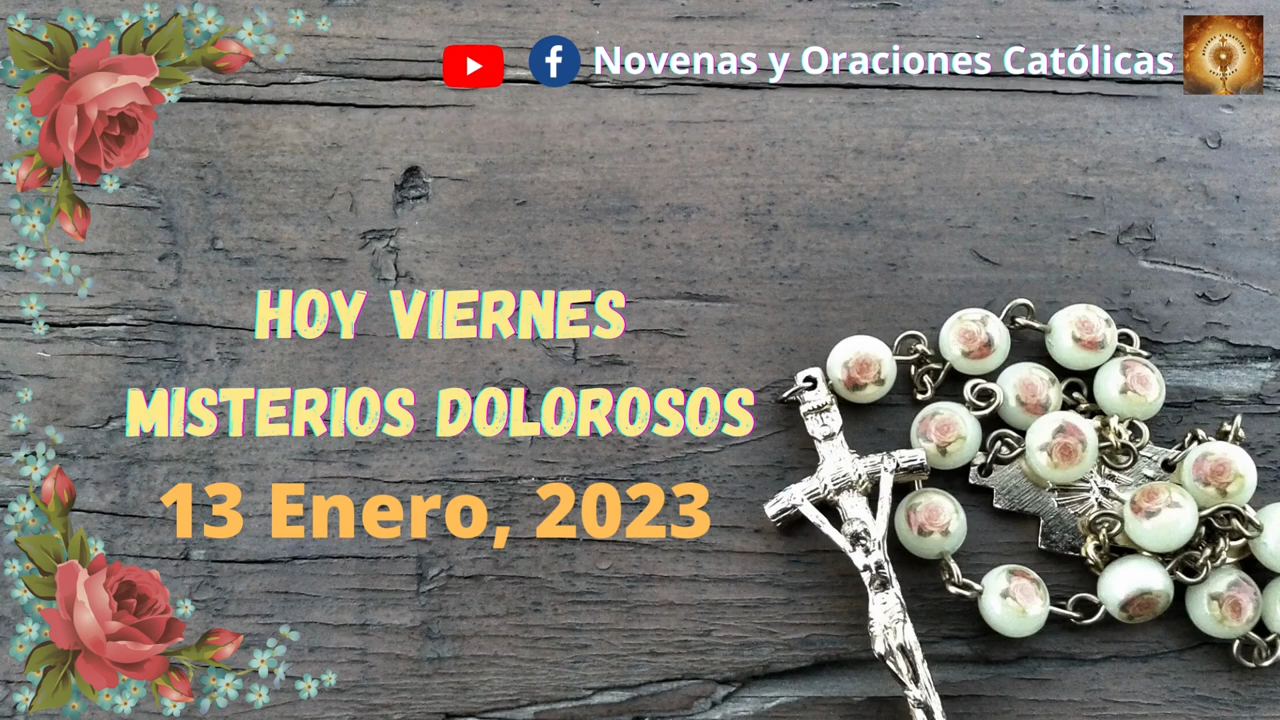 Novenas y Oraciones Católicas
HOY VIERNES
MISTERIOS DOLOROSOS
13 Enero, 2023